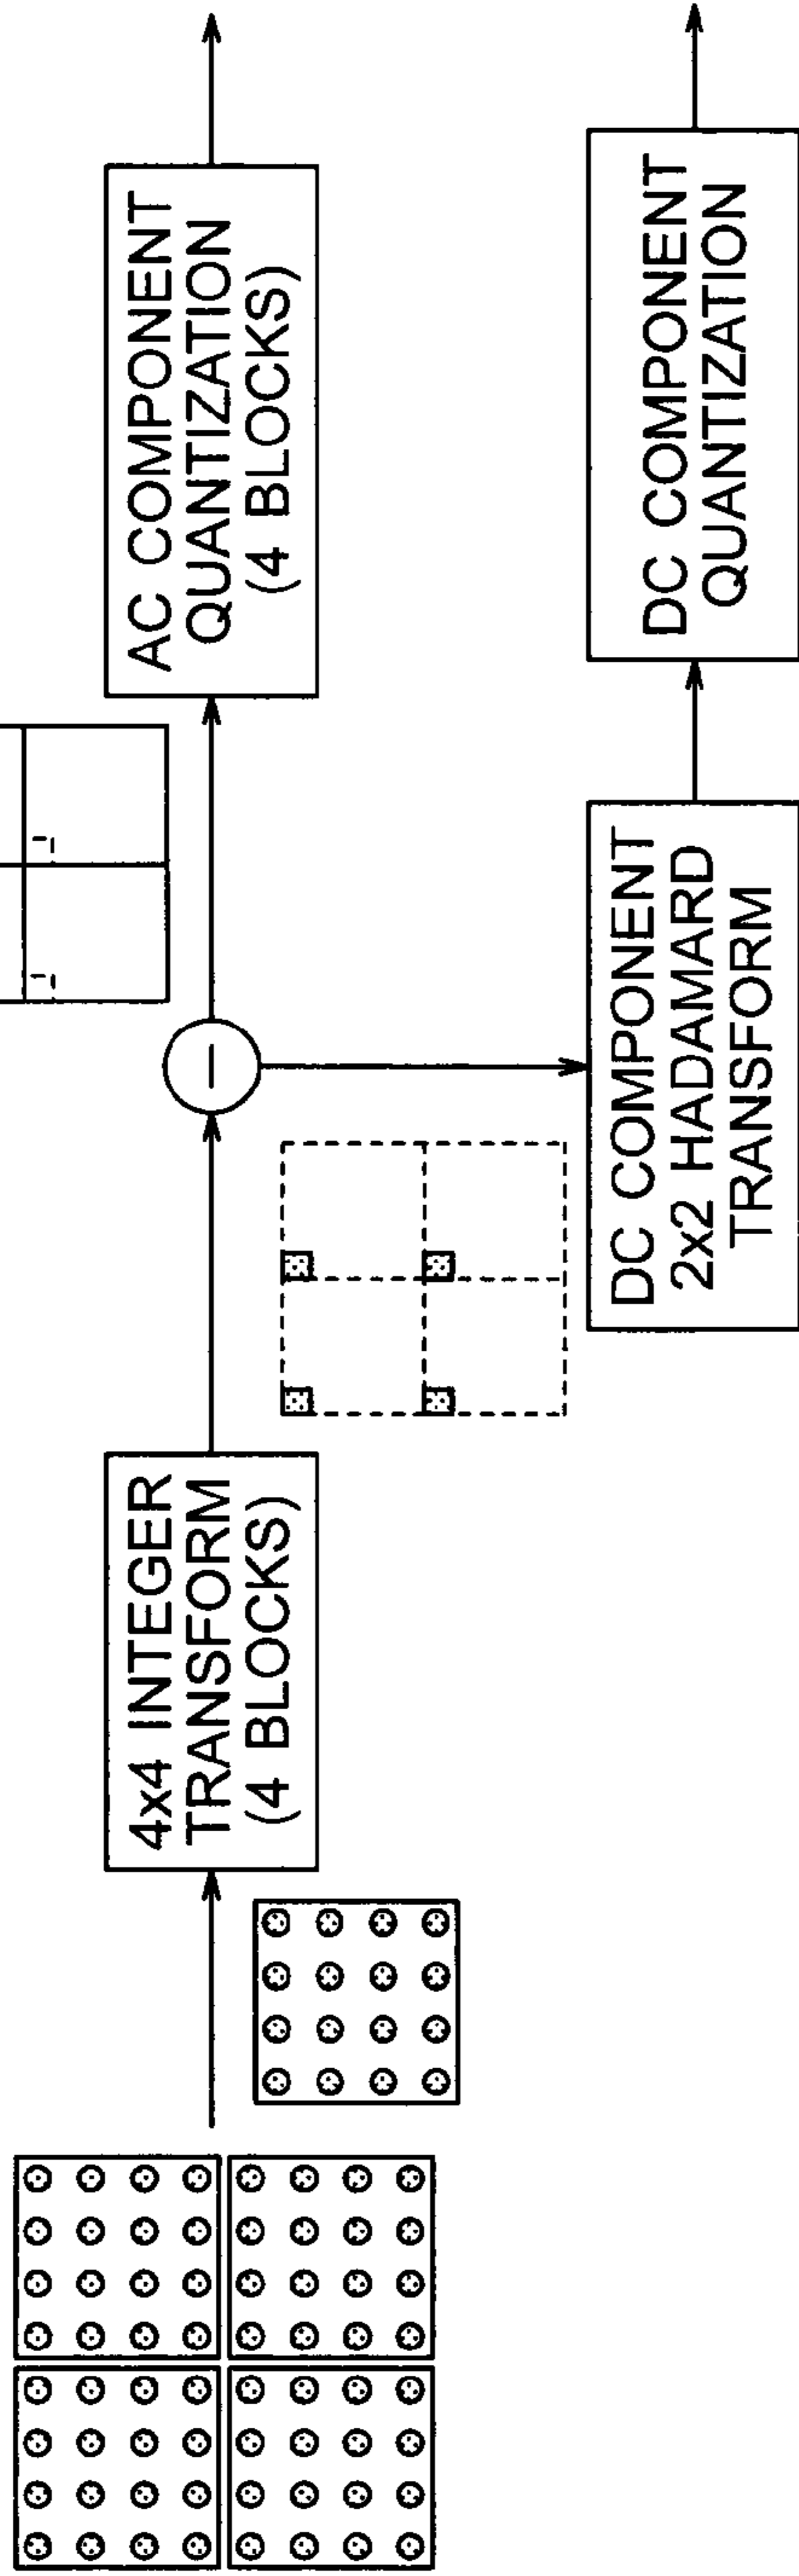 4x4 INTEGER
TRANSFORM
(4 BLOCKS)
AC COMPONENT
QUANTIZATION
(4 BLOCKS)
DC COMPONENT
2x2 HADAMARD
TRANSFORM
DC COMPONENT
QUANTIZATION